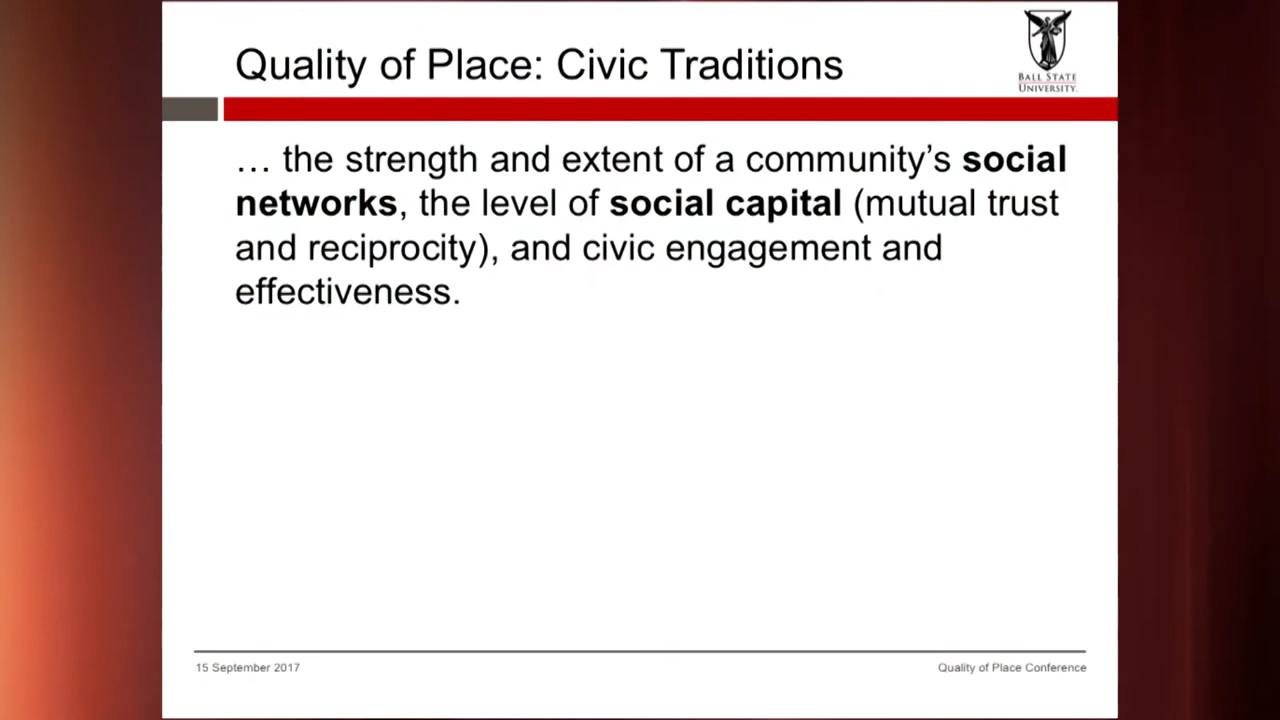 Quality of Place: Civic Traditions
BALL STATE
UNIVERSITY.
… the strength and extent of a community’s social
networks, the level of social capital (mutual trust
and reciprocity), and civic engagement and
effectiveness.
15 September 2017
Quality of Place Conference